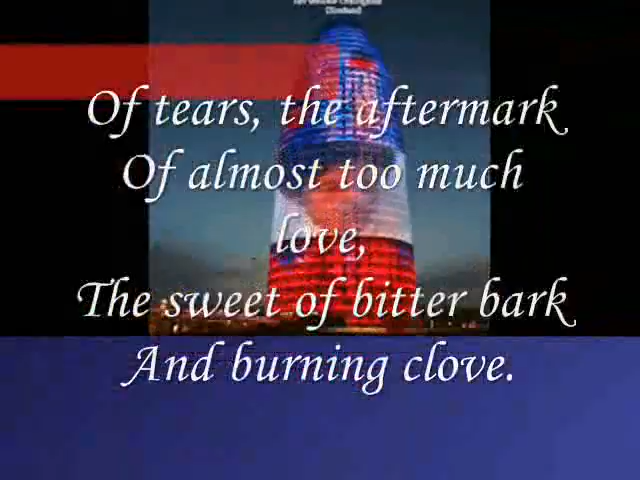 Of tears, the aftermark
Of almost too much
love,
The sweet of bitter bark
And burning clove.